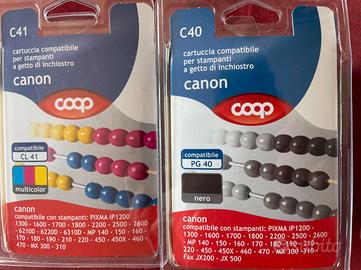 C41
cartuccia compatibile
per stampanti
a getto di inchiostro
canon
coop
compatibile
CL 41
multicolor
canon
compatibile con stampanti: PIXMA iP1200
1300 - 1600 - 1700 - 1800 - 2200 - 2500 - 2600
- 6210 - 6220D - 6310D - MP 140 - 150 - 160 -
170 - 180 - 190 - 210 - 220 - 450 - 450X - 460
- 470 - MX 300 - 310
C40
cartuccia compatibile
per stampanti
a getto di inchiostro
canon
coop
compatibile
PG 40
nero
canon
compatibile con stampanti: PIXMA iP1200
1300 - 1600 - 1700 - 1800 - 2200 - 2500 - 2600
- MP 140 - 150 - 160 - 170 - 180 - 190 - 210
- 220 - 450 - 450X - 460 - 470 - MX 300 - 310
Fax JX200 - JX 500
subito